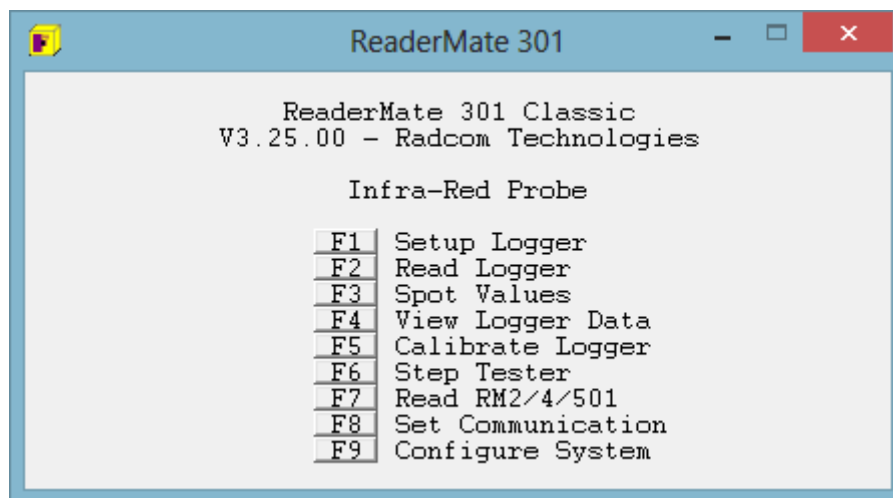 ReaderMate 301
ReaderMate 301 Classic
V3.25.00 - Radcom Technologies
Infra-Red Probe
F1 Setup Logger
F2 Read Logger
F3 Spot Values
F4 View Logger Data
F5 Calibrate Logger
F6 Step Tester
F7 Read RM2/4/501
F8 Set Communication
F9 Configure System